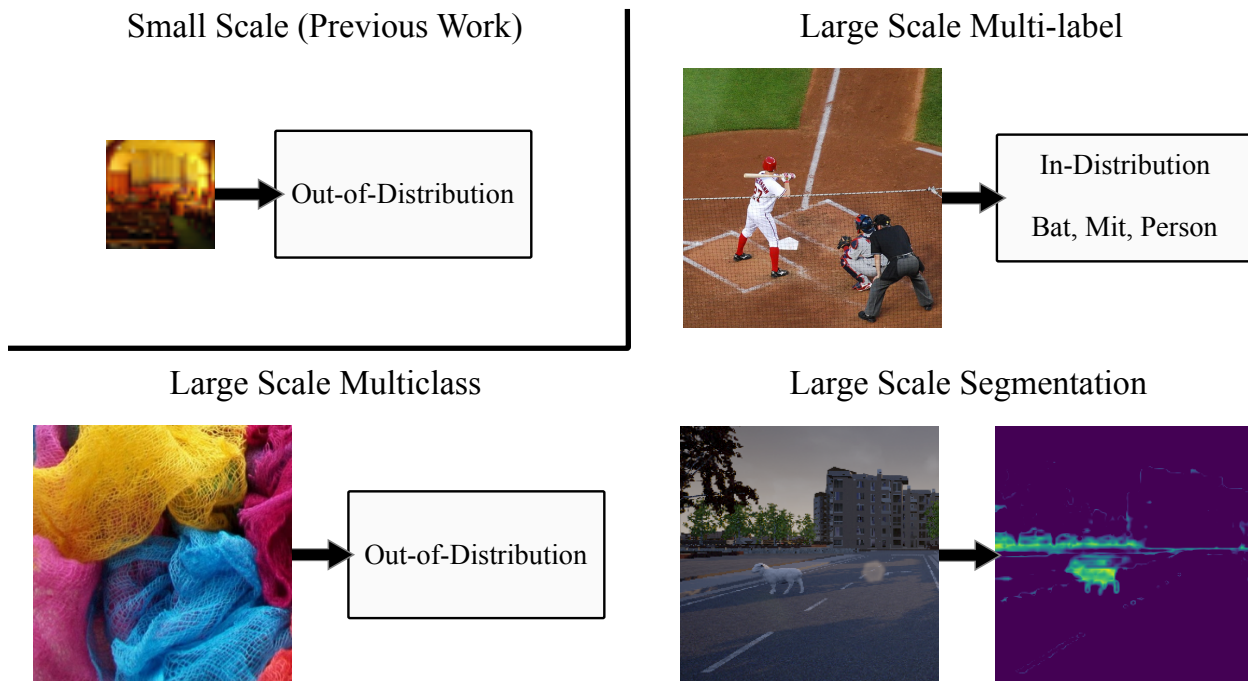 Small Scale (Previous Work)
Out-of-Distribution
Large Scale Multi-label
In-Distribution
Bat, Mit, Person
Large Scale Multiclass
Out-of-Distribution
Large Scale Segmentation